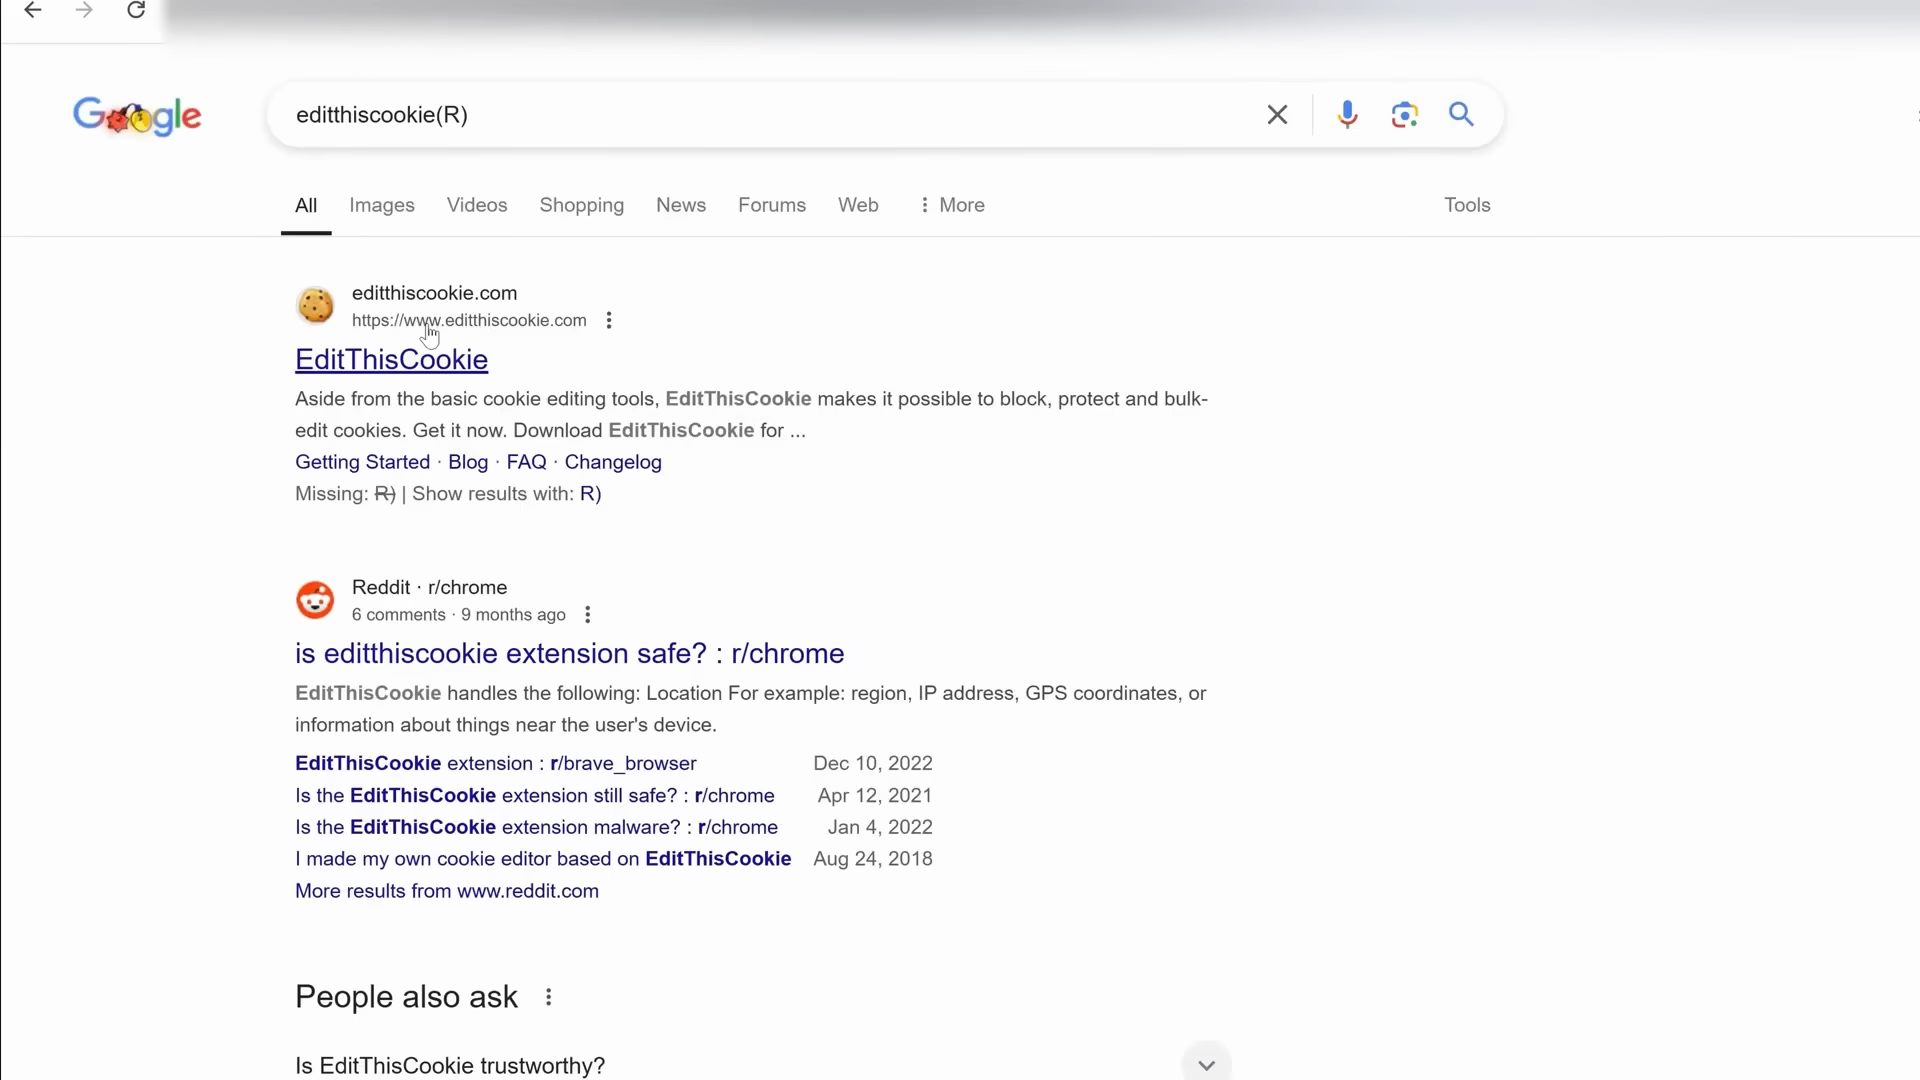 Google
editthiscookie(R)
All Images Videos Shopping News Forums Web More Tools
editthiscookie.com
https://www.editthiscookie.com
EditThisCookie
Aside from the basic cookie editing tools, EditThisCookie makes it possible to block, protect and bulk-
edit cookies. Get it now. Download EditThisCookie for ...
Getting Started · Blog · FAQ · Changelog
Missing: R) | Show results with: R)
Reddit · r/chrome
6 comments · 9 months ago
is editthiscookie extension safe? : r/chrome
EditThisCookie handles the following: Location For example: region, IP address, GPS coordinates, or
information about things near the user's device.
EditThisCookie extension : r/brave_browser Dec 10, 2022
Is the EditThisCookie extension still safe? : r/chrome Apr 12, 2021
Is the EditThisCookie extension malware? : r/chrome Jan 4, 2022
I made my own cookie editor based on EditThisCookie Aug 24, 2018
More results from www.reddit.com
People also ask
Is EditThisCookie trustworthy?